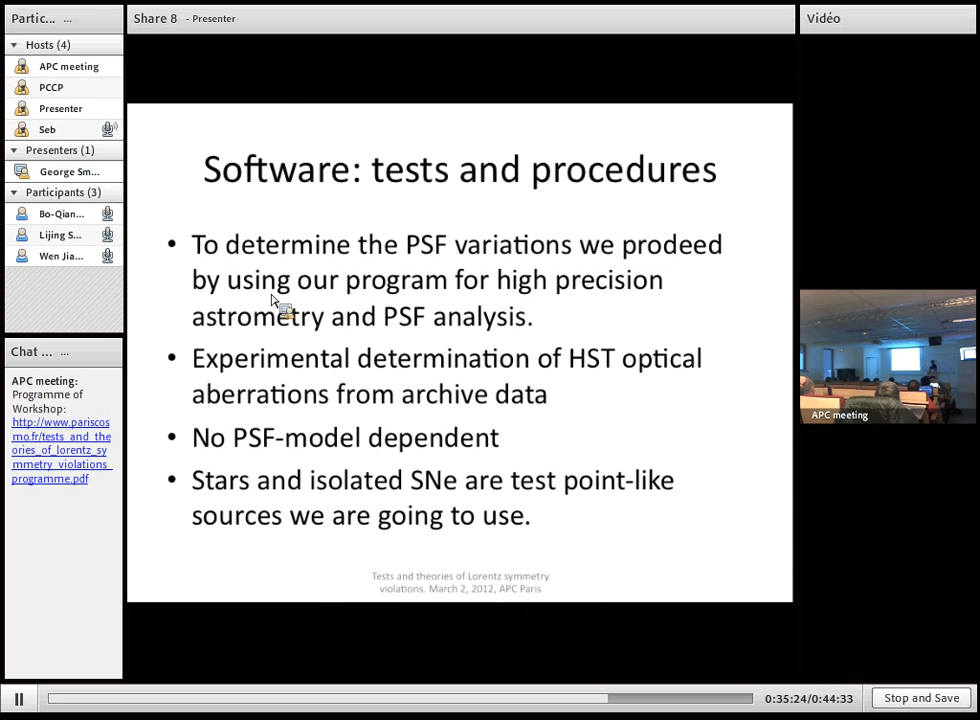 Partic... ...
Hosts (4)
APC meeting
PCCP
Presenter
Seb
Presenters (1)
George Sm...
Participants (3)
Bo-Qian...
Lijing S...
Wen Jia...
Chat ... ...
APC meeting:
Programme of
Workshop:
http://www.pariscos
mo.fr/tests_and_the
ories_of_lorentz_sy
mmetry_violations_
programme.pdf
Share 8 - Presenter
Software: tests and procedures
• To determine the PSF variations we prodeed
by using our program for high precision
astrometry and PSF analysis.
• Experimental determination of HST optical
aberrations from archive data
• No PSF-model dependent
• Stars and isolated SNe are test point-like
sources we are going to use.
Tests and theories of Lorentz symmetry
violations. March 2, 2012, APC Paris
Vidéo
APC meeting
0:35:24/0:44:33
Stop and Save